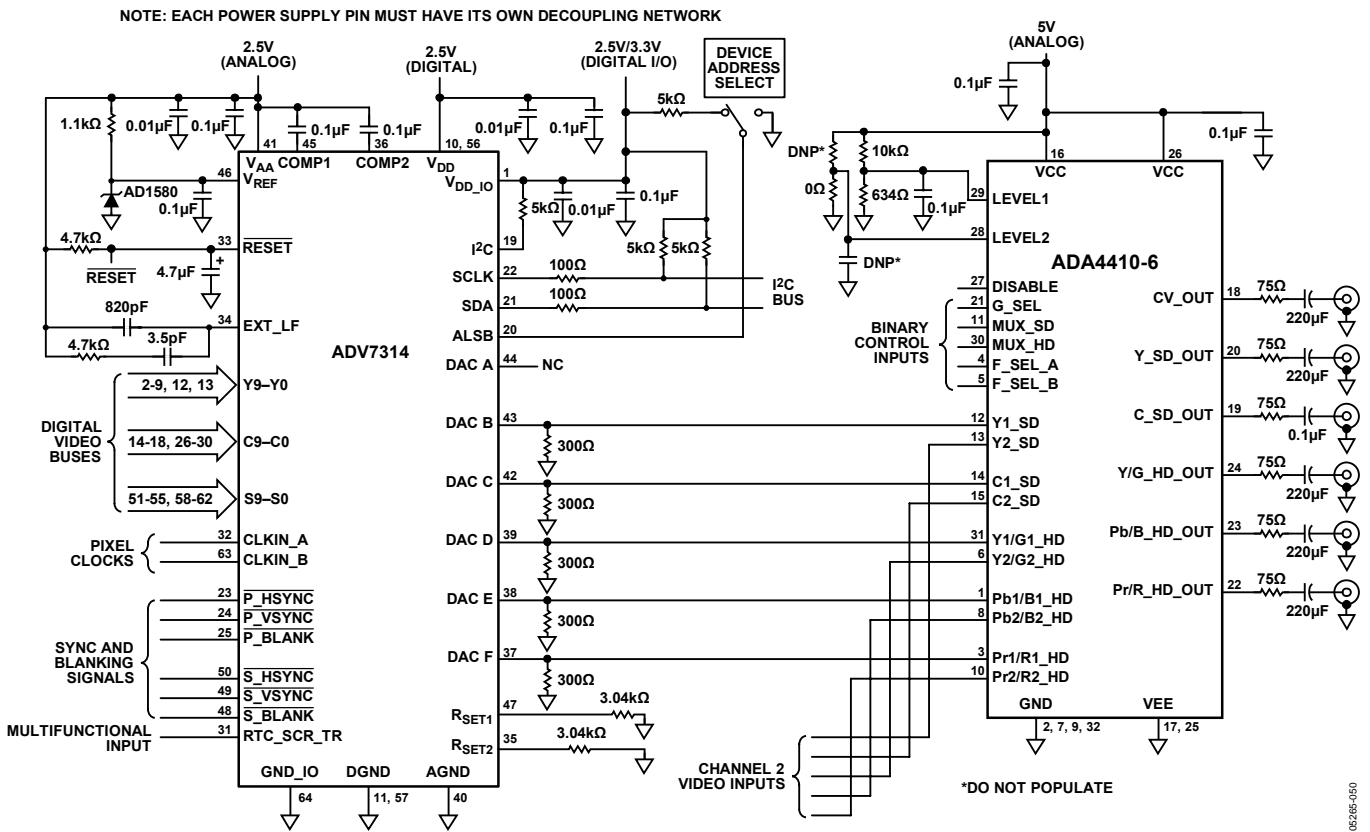 NOTE: EACH POWER SUPPLY PIN MUST HAVE ITS OWN DECOUPLING NETWORK
2.5V
(ANALOG)
2.5V
(DIGITAL)
2.5V/3.3V
(DIGITAL I/O)
DEVICE
ADDRESS
SELECT
5V
(ANALOG)
0.1µF
1.1kΩ
0.01µF
0.1µF
0.1µF
0.1µF
0.01µF
0.1µF
5kΩ
0.1µF
41
45
36
10, 56
VAA
COMP1
COMP2
VDD
46
VREF
AD1580
0.1µF
VDD_IO
1
5kΩ
0.01µF
0.1µF
4.7kΩ
33
RESET
RESET
4.7µF
+
I2C
19
5kΩ
5kΩ
SCLK
22
100Ω
SDA
21
100Ω
I2C
BUS
820pF
34
EXT_LF
3.5pF
4.7kΩ
ALSB
20
ADV7314
DAC A
44
NC
DIGITAL
VIDEO
BUSES
2-9, 12, 13
Y9–Y0
14-18, 26-30
C9–C0
51-55, 58-62
S9–S0
DAC B
43
300Ω
DAC C
42
300Ω
DAC D
39
300Ω
DAC E
38
300Ω
DAC F
37
300Ω
PIXEL
CLOCKS
32
CLKIN_A
63
CLKIN_B
SYNC AND
BLANKING
SIGNALS
23
P_HSYNC
24
P_VSYNC
25
P_BLANK
50
S_HSYNC
49
S_VSYNC
48
S_BLANK
MULTIFUNCTIONAL
INPUT
31
RTC_SCR_TR
RSET1
47
3.04kΩ
RSET2
35
3.04kΩ
GND_IO
DGND
AGND
64
11, 57
40
DNP*
10kΩ
0Ω
634Ω
0.1µF
DNP*
16
VCC
26
VCC
29
LEVEL1
28
LEVEL2
ADA4410-6
27
DISABLE
BINARY
CONTROL
INPUTS
21
G_SEL
11
MUX_SD
30
MUX_HD
4
F_SEL_A
5
F_SEL_B
12
Y1_SD
13
Y2_SD
14
C1_SD
15
C2_SD
31
Y1/G1_HD
6
Y2/G2_HD
1
Pb1/B1_HD
8
Pb2/B2_HD
3
Pr1/R1_HD
10
Pr2/R2_HD
CV_OUT
18
75Ω
220µF
Y_SD_OUT
20
75Ω
220µF
C_SD_OUT
19
75Ω
0.1µF
Y/G_HD_OUT
24
75Ω
220µF
Pb/B_HD_OUT
23
75Ω
220µF
Pr/R_HD_OUT
22
75Ω
220µF
GND
VEE
2, 7, 9, 32
17, 25
CHANNEL 2
VIDEO INPUTS
*DO NOT POPULATE
05265-050